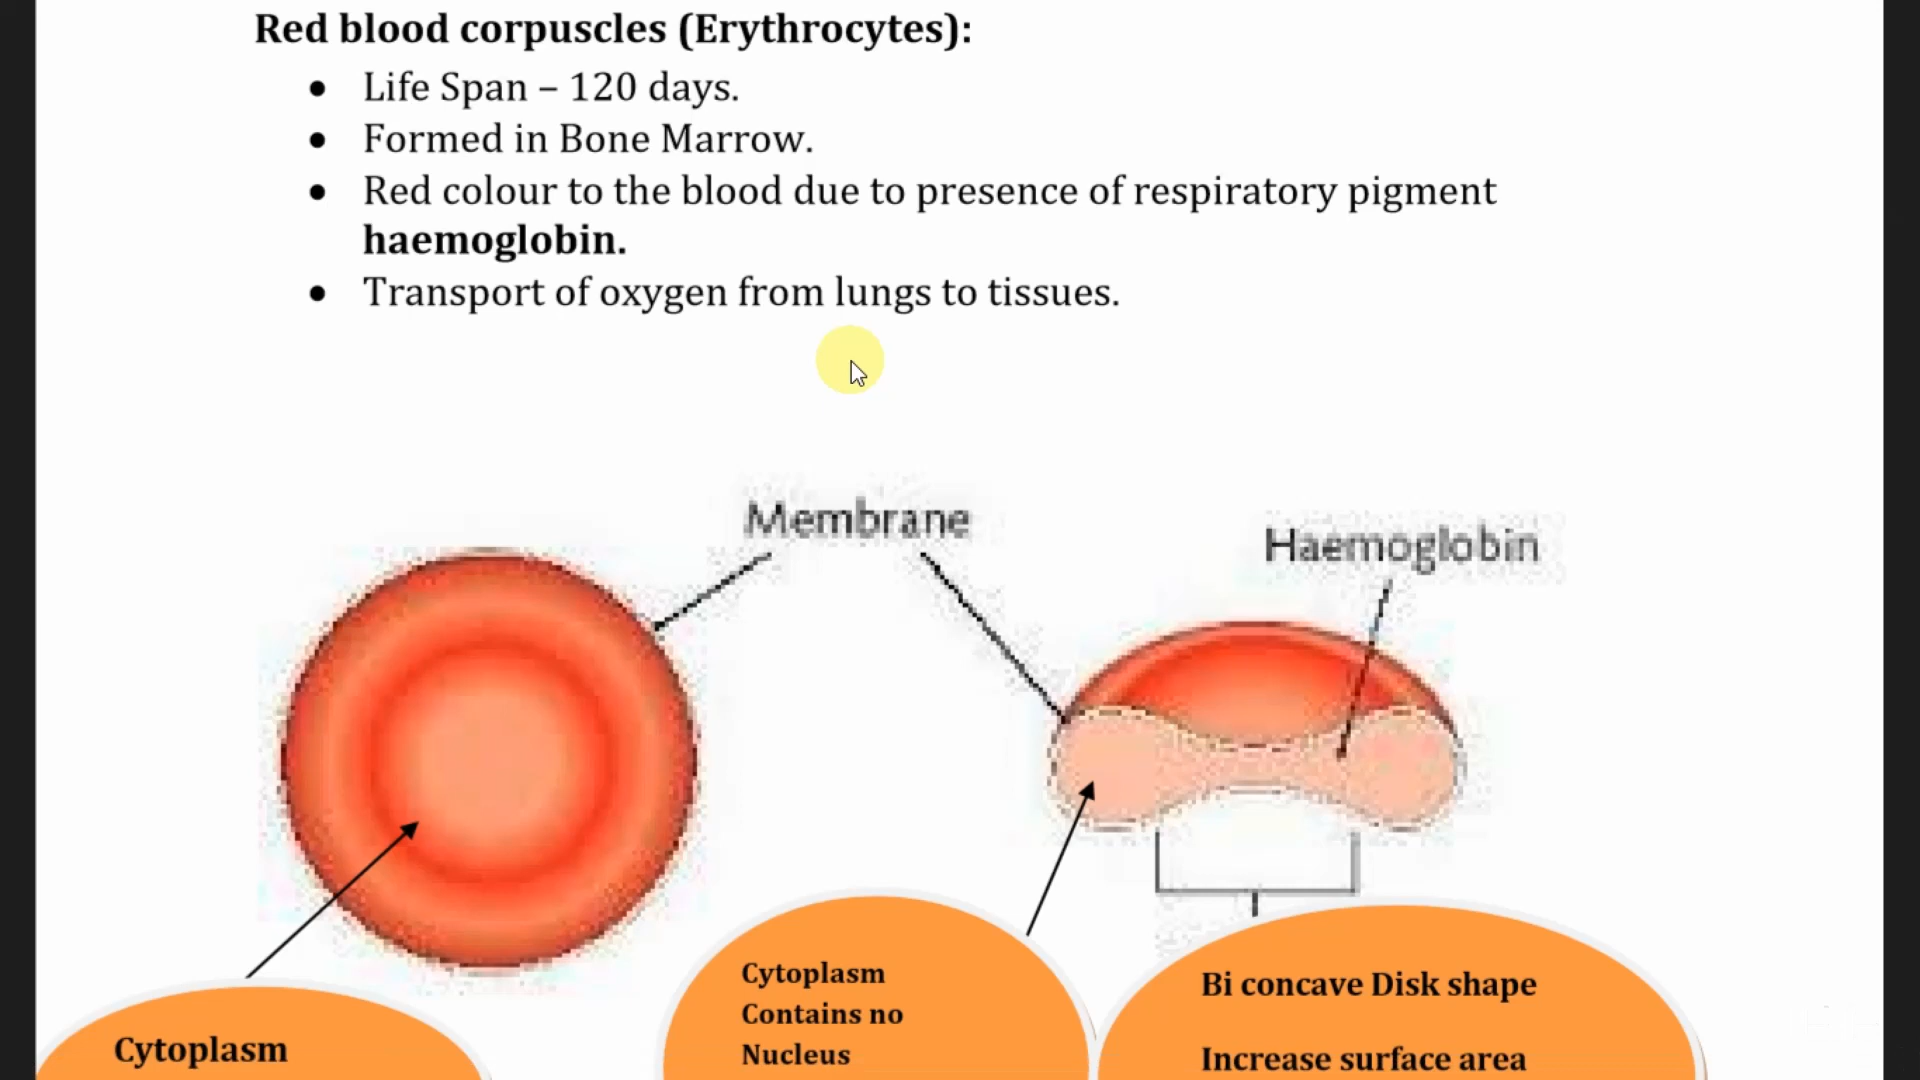 Red blood corpuscles (Erythrocytes):
• Life Span – 120 days.
• Formed in Bone Marrow.
• Red colour to the blood due to presence of respiratory pigment
haemoglobin.
• Transport of oxygen from lungs to tissues.
Membrane
Haemoglobin
Cytoplasm
Cytoplasm
Contains no
Nucleus
Bi concave Disk shape
Increase surface area